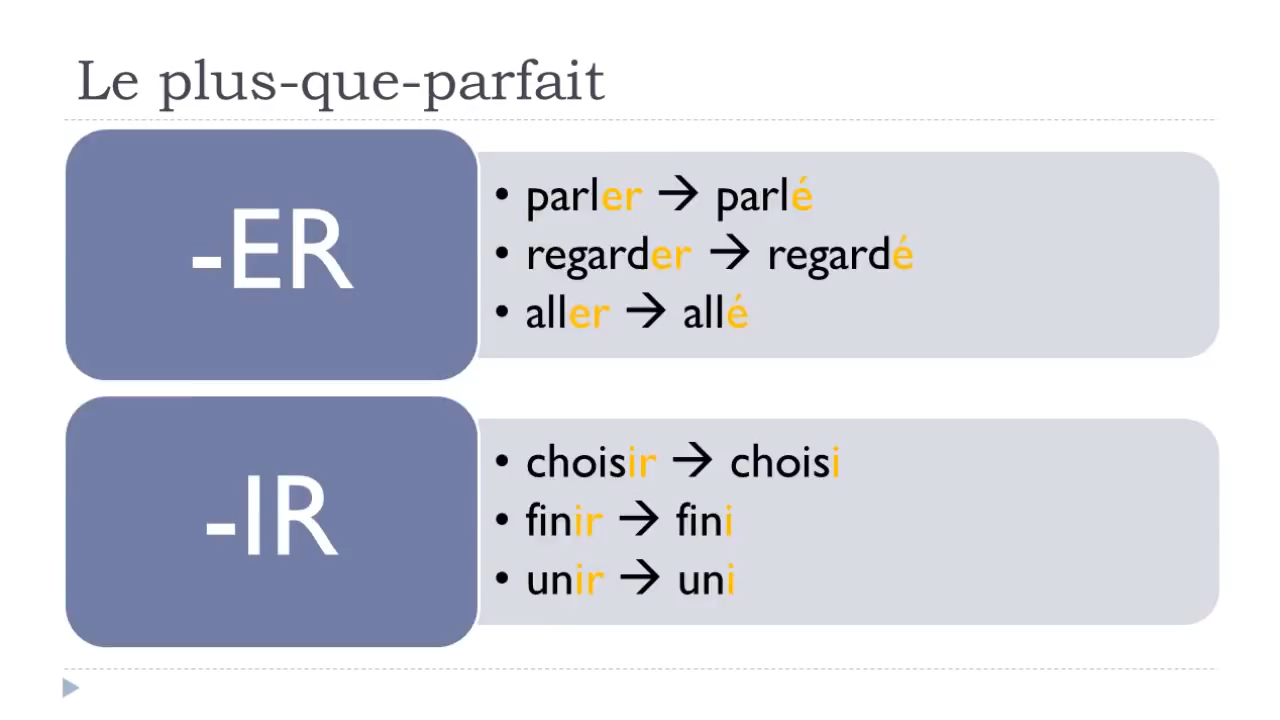 Le plus-que-parfait
-ER
• parler → parlé
• regarder → regardé
• aller → allé
-IR
• choisir → choisi
• finir → fini
• unir → uni